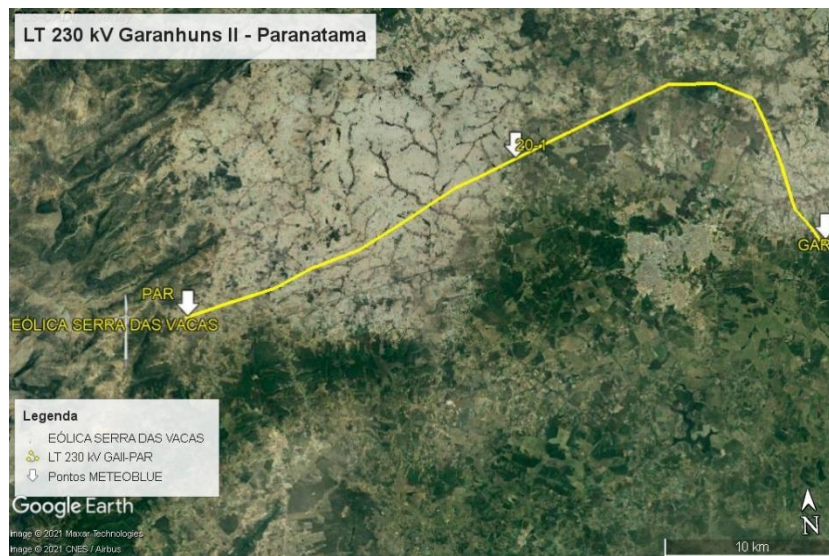 LT 230 kV Garanhuns II - Paranatama
20-1
GAR
PAR
EÓLICA SERRA DAS VACAS
Legenda
EÓLICA SERRA DAS VACAS
LT 230 kV GAII-PAR
Pontos METEOBLUE
Google Earth
Image © 2021 Maxar Technologies
Image © 2021 CNES / Airbus
N
10 km